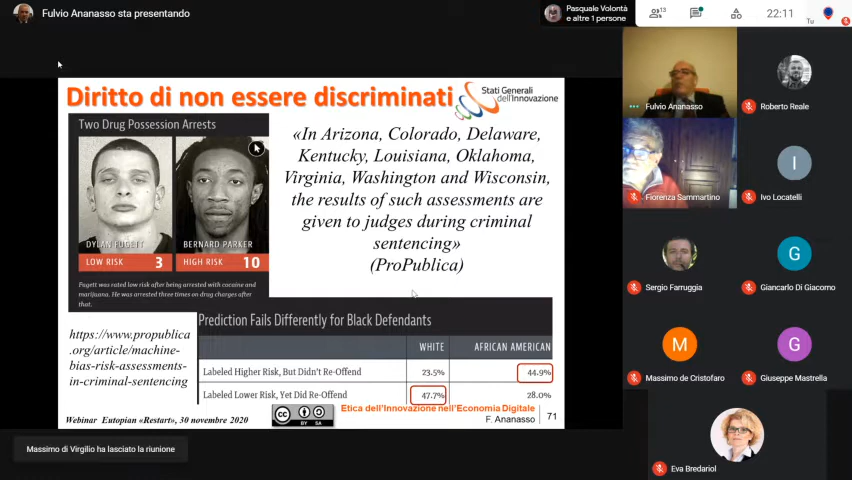 Fulvio Ananasso sta presentando
Pasquale Volontà
e altre 1 persone
13
22:11
Tu
Diritto di non essere discriminati
Stati Generali
dell'Innovazione
Two Drug Possession Arrests
DYLAN FUGETT
BERNARD PARKER
LOW RISK 3
HIGH RISK 10
Fugett was rated low risk after being arrested with cocaine and
marijuana. He was arrested three times on drug charges after
that.
«In Arizona, Colorado, Delaware,
Kentucky, Louisiana, Oklahoma,
Virginia, Washington and Wisconsin,
the results of such assessments are
given to judges during criminal
sentencing»
(ProPublica)
https://www.propublica
.org/article/machine-
bias-risk-assessments-
in-criminal-sentencing
Prediction Fails Differently for Black Defendants
WHITE AFRICAN AMERICAN
Labeled Higher Risk, But Didn't Re-Offend 23.5% 44.9%
Labeled Lower Risk, Yet Did Re-Offend 47.7% 28.0%
Webinar Eutopian «Restart», 30 novembre 2020
cc
BY SA
Etica dell'Innovazione nell'Economia Digitale
F. Ananasso 71
Massimo di Virgilio ha lasciato la riunione
Fulvio Ananasso
Roberto Reale
Fiorenza Sammartino
I
Ivo Locatelli
Sergio Farruggia
G
Giancarlo Di Giacomo
M
Massimo de Cristofaro
G
Giuseppe Mastrella
Eva Bredariol